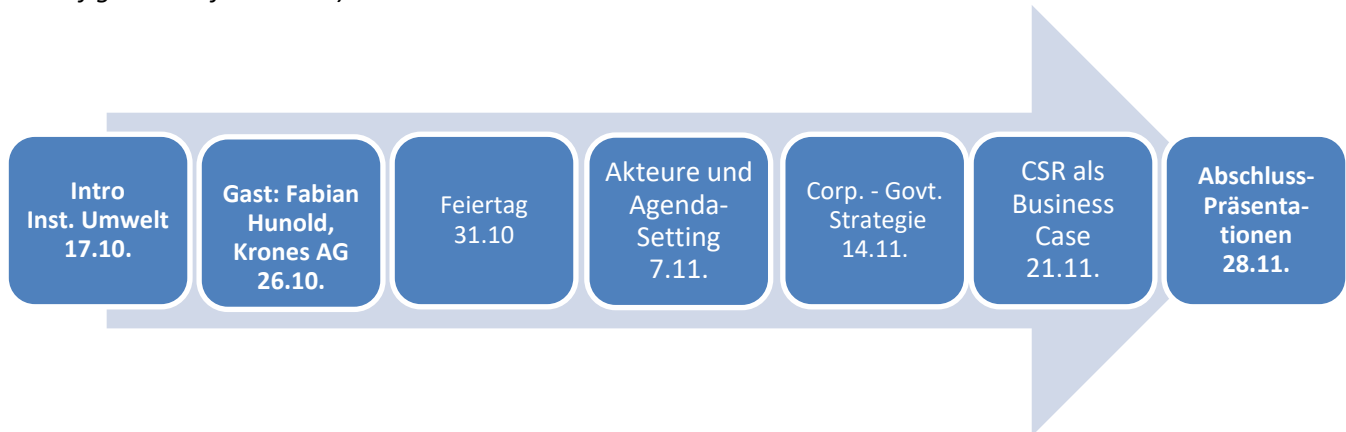 Intro
Inst. Umwelt
17.10.
Gast: Fabian
Hunold,
Krones AG
26.10.
Feiertag
31.10
Akteure und
Agenda-
Setting
7.11.
Corp. - Govt.
Strategie
14.11.
CSR als
Business
Case
21.11.
Abschluss-
Präsenta-
tionen
28.11.